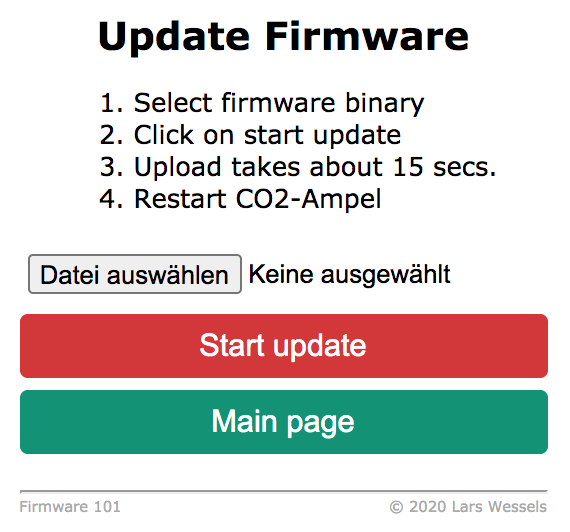 Update Firmware
1. Select firmware binary
2. Click on start update
3. Upload takes about 15 secs.
4. Restart CO2-Ampel
Datei auswählen Keine ausgewählt
Start update
Main page
Firmware 101 © 2020 Lars Wessels